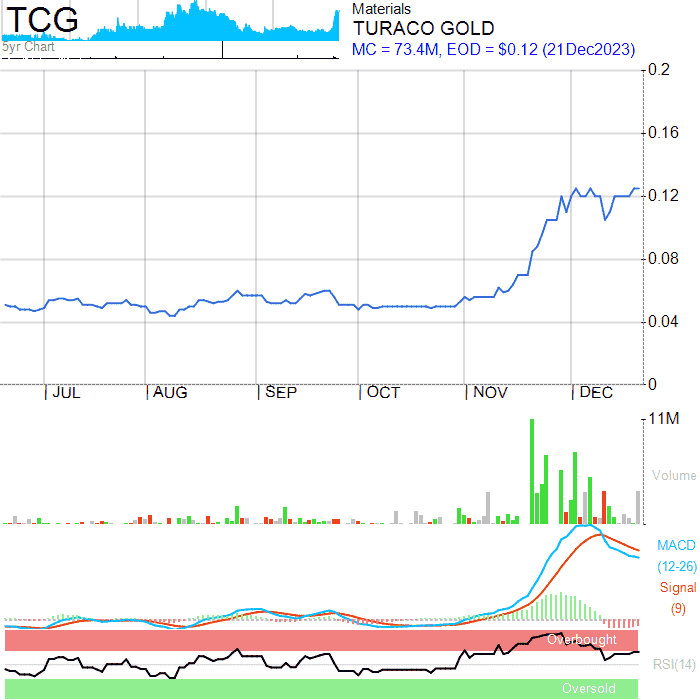 TCG
5yr Chart
Materials
TURACO GOLD
MC = 73.4M, EOD = $0.12 (21Dec2023)
0.2
0.16
0.12
0.08
0.04
0
JUL AUG SEP OCT NOV DEC
11M
Volume
MACD
(12-26)
Signal
(9)
Overbought
RSI(14)
Oversold